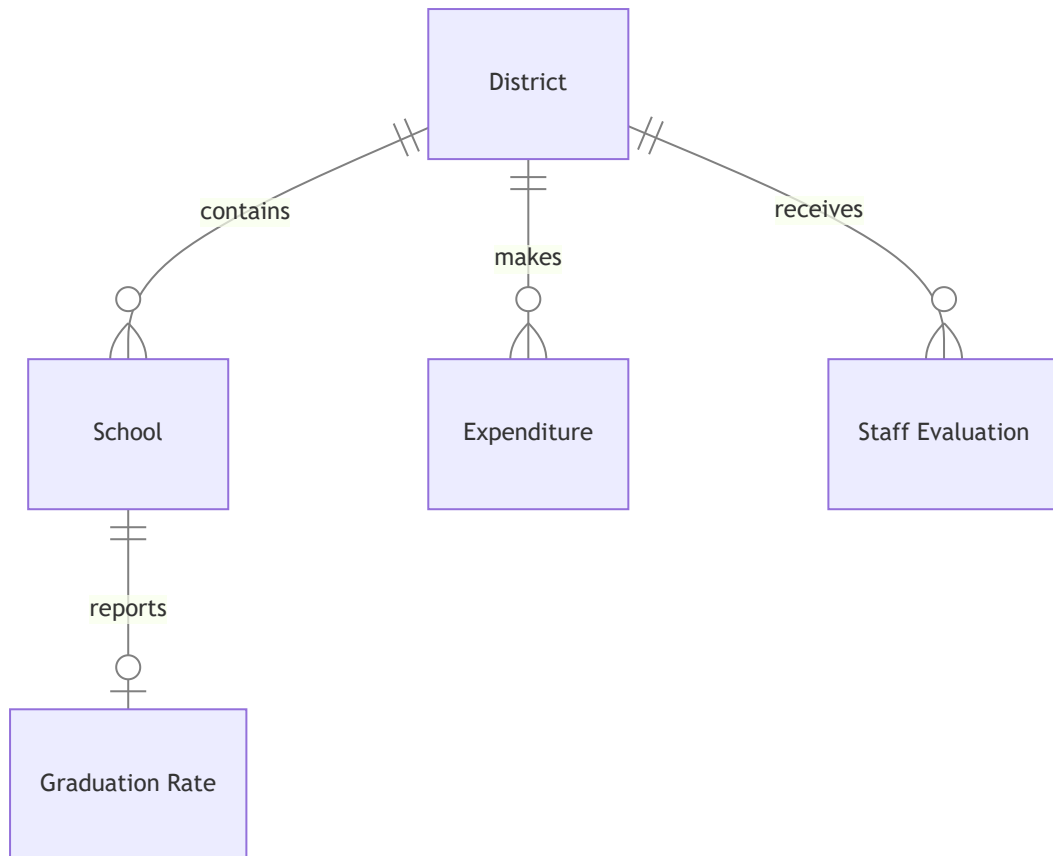 District
contains
receives
makes
School
Expenditure
Staff Evaluation
reports
Graduation Rate